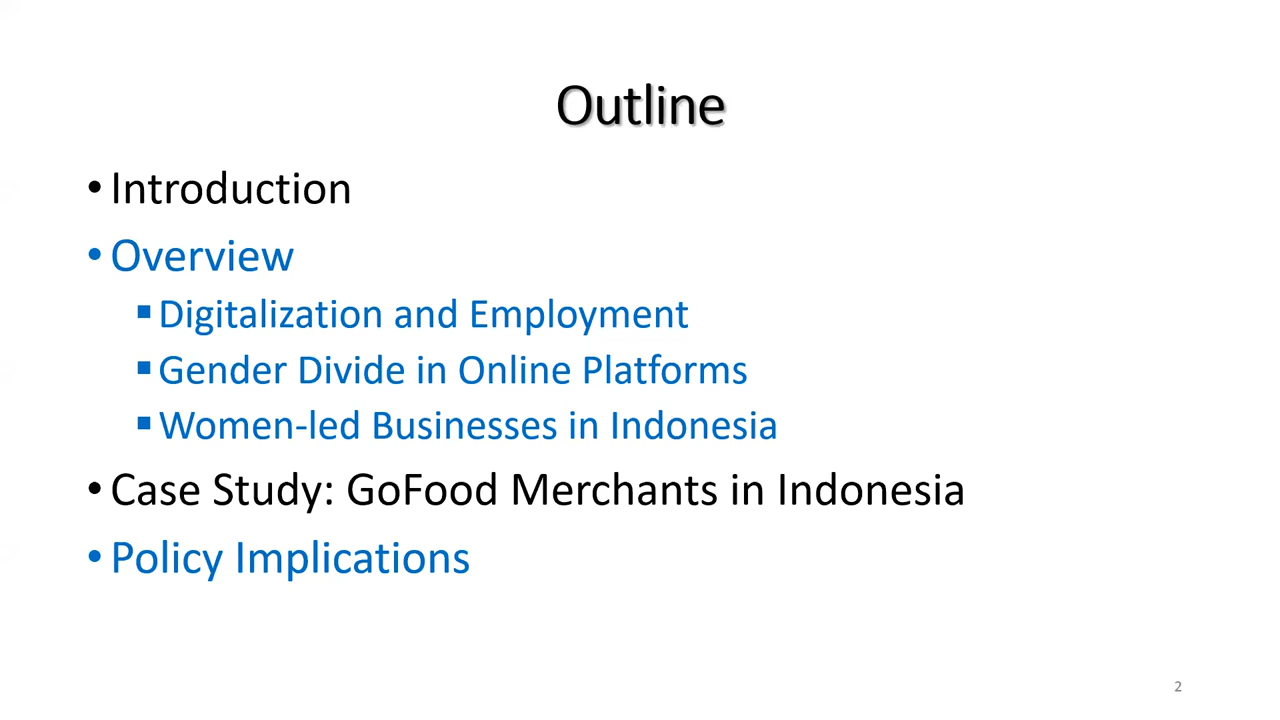 Outline
• Introduction
• Overview
▪ Digitalization and Employment
▪ Gender Divide in Online Platforms
▪ Women-led Businesses in Indonesia
• Case Study: GoFood Merchants in Indonesia
• Policy Implications
2